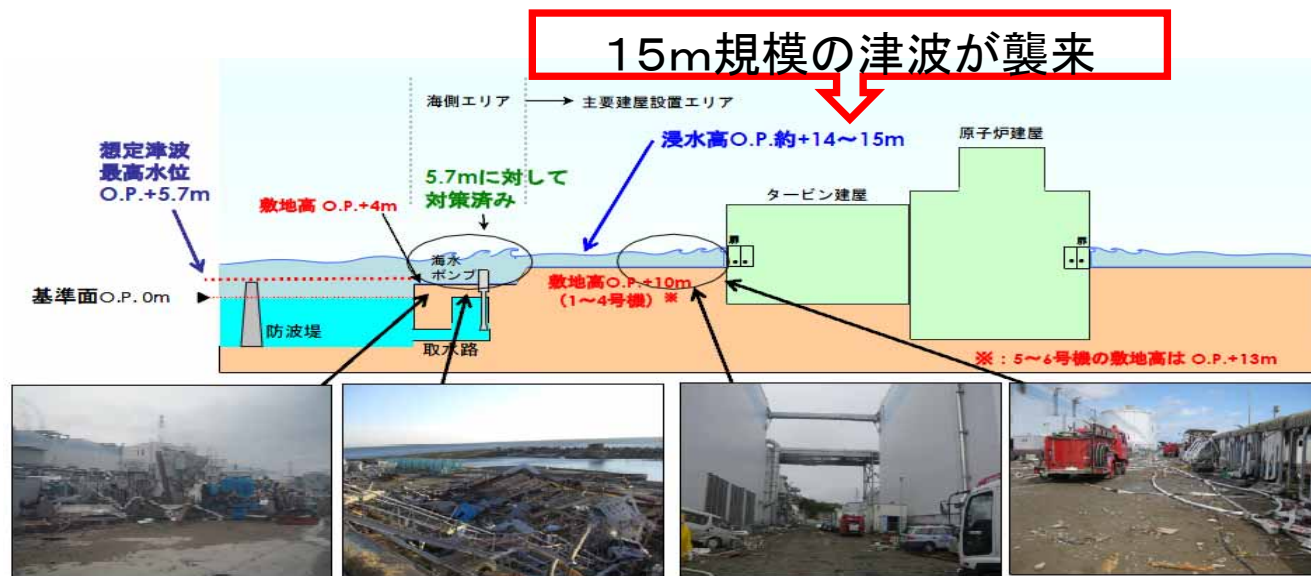 15m規模の津波が襲来
海側エリア
主要建屋設置エリア
浸水高O.P.約+14～15m
原子炉建屋
想定津波
最高水位
O.P.+5.7m
5.7mに対して
対策済み
敷地高 O.P.+4m
タービン建屋
扉
扉
海水
ポンプ
敷地高O.P.+10m
（1～4号機）※
基準面O.P. 0m
防波堤
取水路
※：5～6号機の敷地高は O.P.+13m